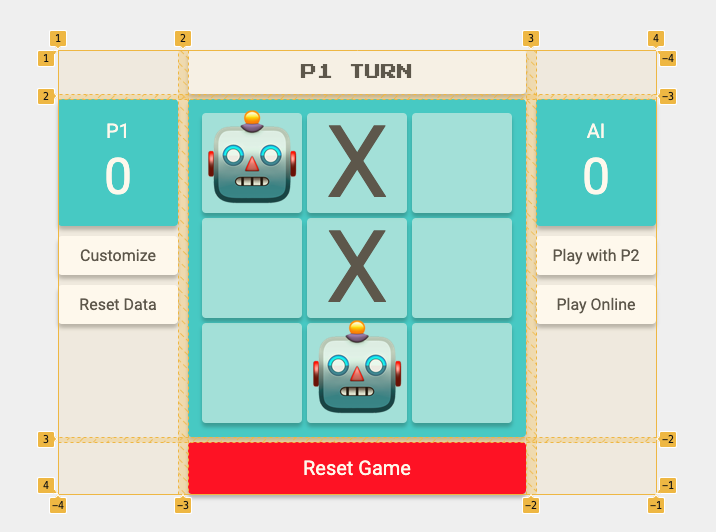 1 2 3 4
1 -4
P1 TURN
2 -3
P1
0
X
AI
0
Customize
X
Play with P2
Reset Data
Play Online
3 -2
Reset Game
4 -1
-4 -3 -2 -1